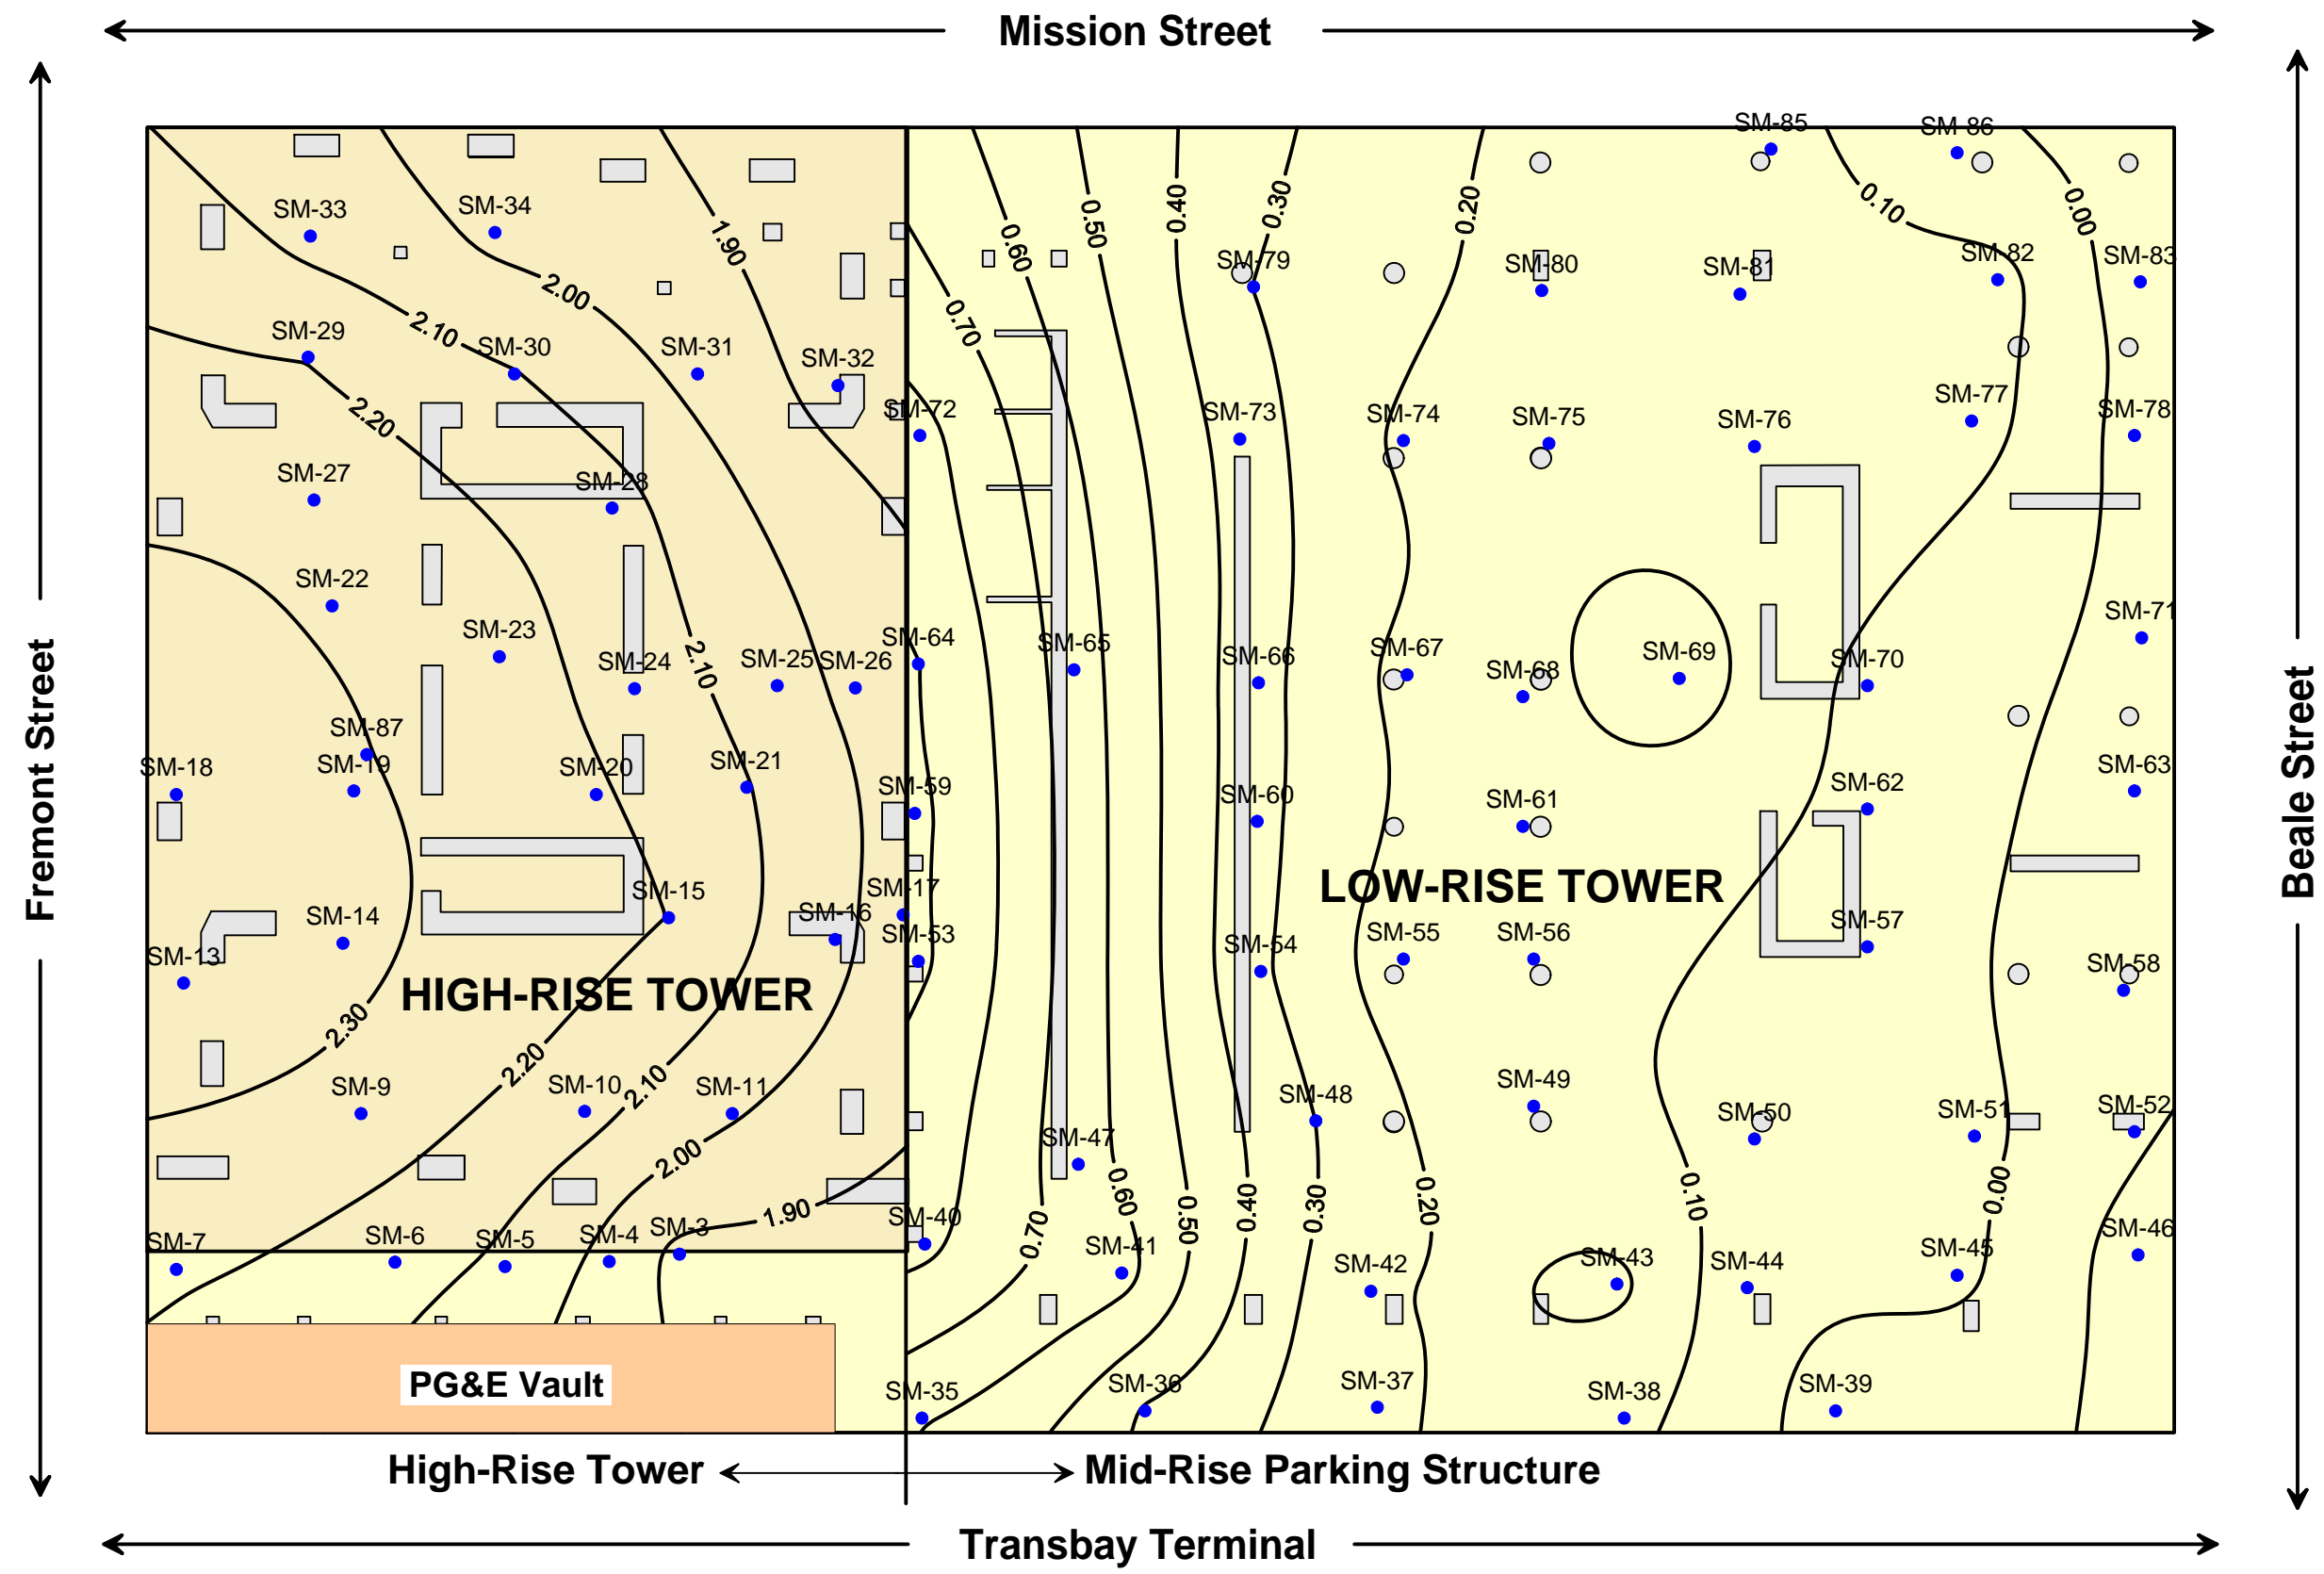 Mission Street
SM-85
SM-86
SM-33
SM-34
1.90
0.60
0.50
0.40
0.30
0.20
0.10
0.00
2.00
SM-79
SM-80
SM-81
SM-82
SM-83
SM-29
2.10
SM-30
SM-31
SM-32
0.70
2.20
SM-72
SM-73
SM-74
SM-75
SM-76
SM-77
SM-78
SM-27
SM-28
SM-22
SM-23
SM-24
2.10
SM-25
SM-26
SM-64
SM-65
SM-66
SM-67
SM-68
SM-69
SM-70
SM-71
Fremont Street
Beale Street
SM-87
SM-18
SM-19
SM-20
SM-21
SM-59
SM-60
SM-61
SM-62
SM-63
LOW-RISE TOWER
SM-13
SM-14
SM-15
SM-16
SM-17
SM-53
SM-54
SM-55
SM-56
SM-57
SM-58
HIGH-RISE TOWER
2.30
2.20
2.10
SM-9
SM-10
SM-11
SM-47
SM-48
SM-49
SM-50
SM-51
SM-52
2.00
1.90
0.70
0.60
0.50
0.40
0.30
0.20
0.10
0.00
SM-7
SM-6
SM-5
SM-4
SM-3
SM-40
SM-41
SM-42
SM-43
SM-44
SM-45
SM-46
PG&E Vault
SM-35
SM-36
SM-37
SM-38
SM-39
High-Rise Tower
Mid-Rise Parking Structure
Transbay Terminal